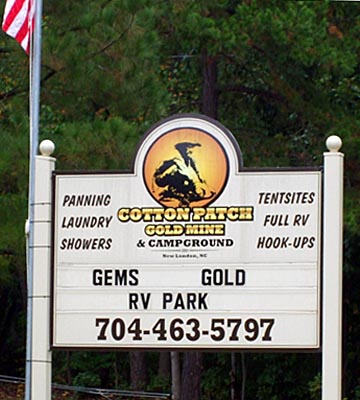 PANNING
LAUNDRY
SHOWERS
COTTON PATCH
GOLD MINE
& CAMPGROUND
New London, NC
TENTSITES
FULL RV
HOOK-UPS
GEMS GOLD
RV PARK
704-463-5797